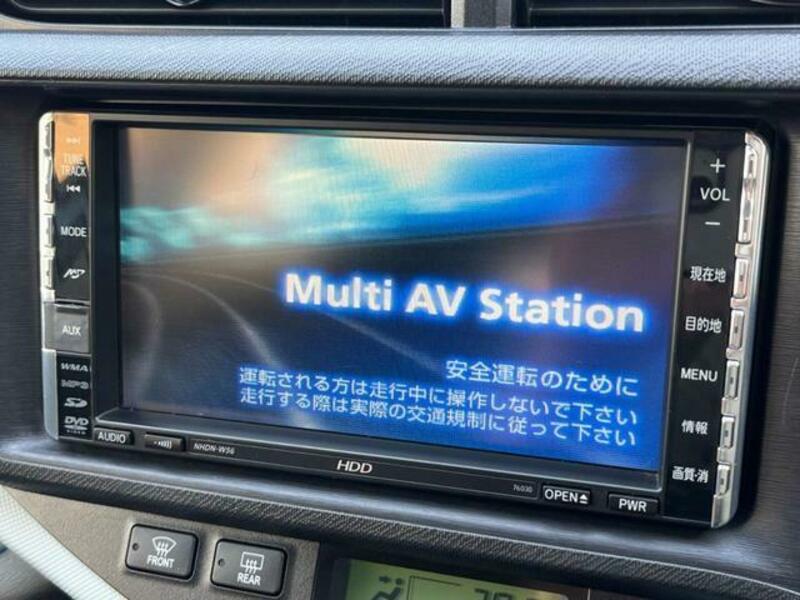 TUNE
TRACK
MODE
AUX
WMA
MP3
SD
DVD
VIDEO
AUDIO
Multi AV Station
安全運転のために
運転される方は走行中に操作しないで下さい
走行する際は実際の交通規制に従って下さい
+
VOL
−
現在地
目的地
MENU
情報
画質・消
NHDN-W56
HDD
76030
OPEN
PWR
FRONT
REAR